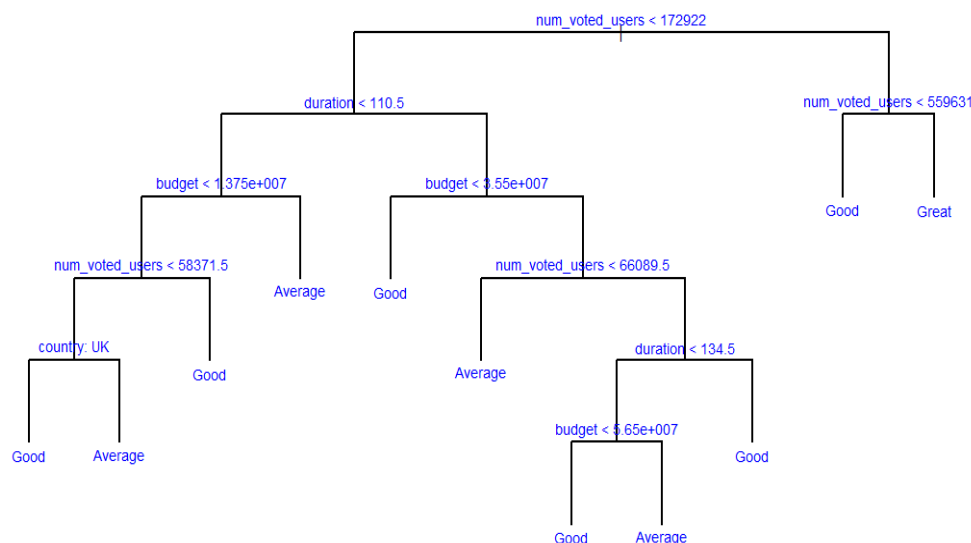 num_voted_users < 172922
duration < 110.5
num_voted_users < 559631
budget < 1.375e+007
budget < 3.55e+007
Good
Great
num_voted_users < 58371.5
num_voted_users < 66089.5
Average
Good
country: UK
duration < 134.5
Good
Average
budget < 5.65e+007
Good
Average
Good
Good
Average